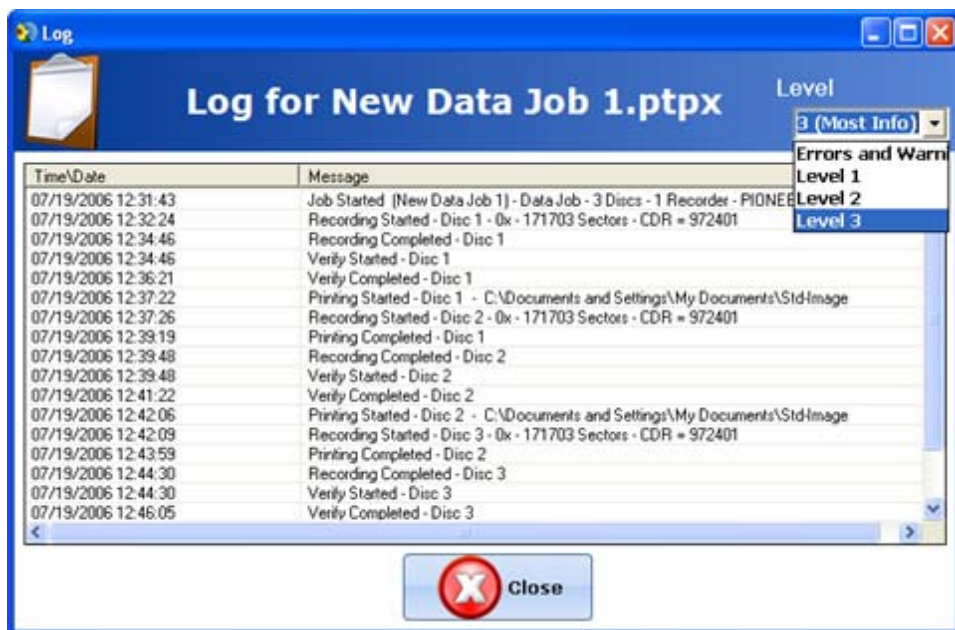 Log
Log for New Data Job 1.ptpx
Level
3 (Most Info)
Errors and Warni
Level 1
Level 2
Level 3
Time\Date Message
07/19/2006 12:31:43 Job Started (New Data Job 1) - Data Job - 3 Discs - 1 Recorder - PIONEE
07/19/2006 12:32:24 Recording Started - Disc 1 - 0x - 171703 Sectors - CDR = 972401
07/19/2006 12:34:46 Recording Completed - Disc 1
07/19/2006 12:34:46 Verify Started - Disc 1
07/19/2006 12:36:21 Verify Completed - Disc 1
07/19/2006 12:37:22 Printing Started - Disc 1 - C:\Documents and Settings\My Documents\Std-Image
07/19/2006 12:37:26 Recording Started - Disc 2 - 0x - 171703 Sectors - CDR = 972401
07/19/2006 12:39:19 Printing Completed - Disc 1
07/19/2006 12:39:48 Recording Completed - Disc 2
07/19/2006 12:39:48 Verify Started - Disc 2
07/19/2006 12:41:22 Verify Completed - Disc 2
07/19/2006 12:42:06 Printing Started - Disc 2 - C:\Documents and Settings\My Documents\Std-Image
07/19/2006 12:42:09 Recording Started - Disc 3 - 0x - 171703 Sectors - CDR = 972401
07/19/2006 12:43:59 Printing Completed - Disc 2
07/19/2006 12:44:30 Recording Completed - Disc 3
07/19/2006 12:44:30 Verify Started - Disc 3
07/19/2006 12:46:05 Verify Completed - Disc 3
Close